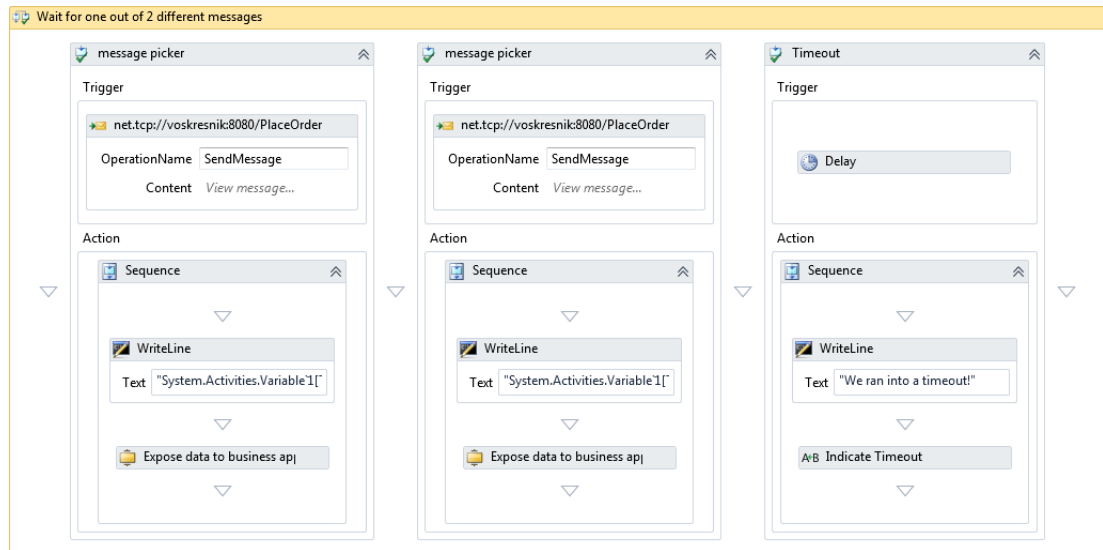 Wait for one out of 2 different messages
message picker
Trigger
net.tcp://voskresnik:8080/PlaceOrder
OperationName SendMessage
Content View message...
Action
Sequence
WriteLine
Text "System.Activities.Variable`1["
Expose data to business ap
message picker
Trigger
net.tcp://voskresnik:8080/PlaceOrder
OperationName SendMessage
Content View message...
Action
Sequence
WriteLine
Text "System.Activities.Variable`1["
Expose data to business ap
Timeout
Trigger
Delay
Action
Sequence
WriteLine
Text "We ran into a timeout!"
A+B Indicate Timeout